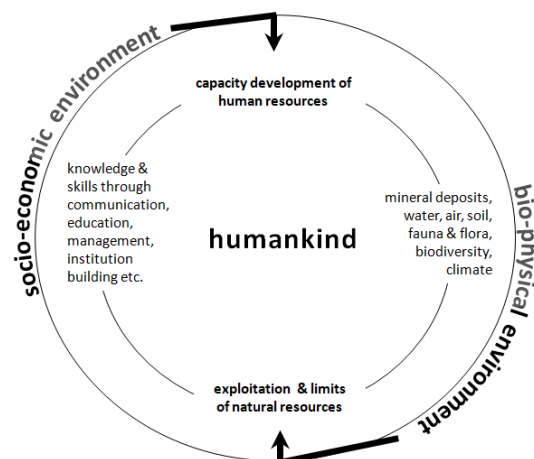 socio-economic environment
capacity development of
human resources
knowledge &
skills through
communication,
education,
management,
institution
building etc.
humankind
mineral deposits,
water, air, soil,
fauna & flora,
biodiversity,
climate
bio-physical environment
exploitation & limits
of natural resources